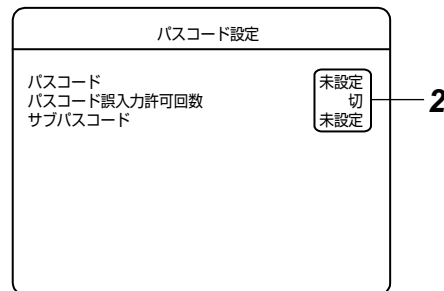 パスコード設定
パスコード 未設定
パスコード誤入力許可回数 切
サブパスコード 未設定
2